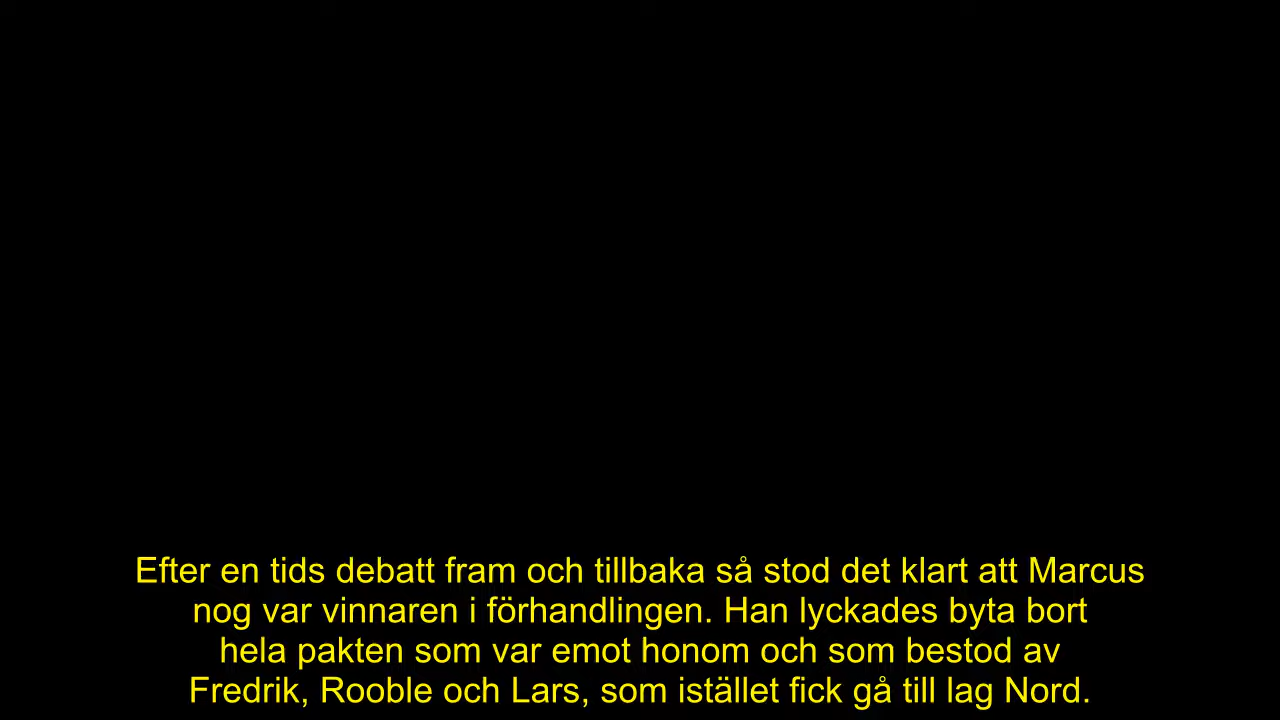 Efter en tids debatt fram och tillbaka så stod det klart att Marcus
nog var vinnaren i förhandlingen. Han lyckades byta bort
hela pakten som var emot honom och som bestod av
Fredrik, Rooble och Lars, som istället fick gå till lag Nord.